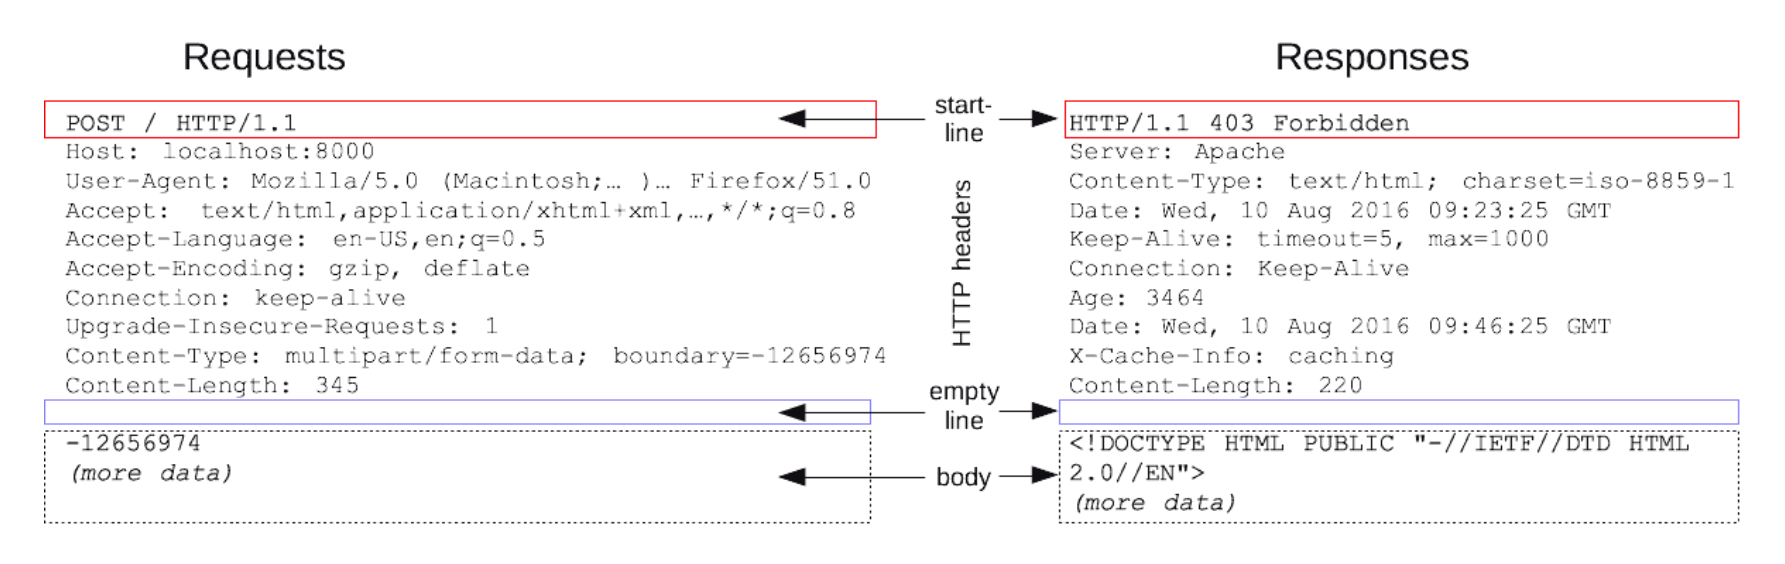 Requests
POST / HTTP/1.1
Host: localhost:8000
User-Agent: Mozilla/5.0 (Macintosh;… )… Firefox/51.0
Accept: text/html,application/xhtml+xml,…,*/*;q=0.8
Accept-Language: en-US,en;q=0.5
Accept-Encoding: gzip, deflate
Connection: keep-alive
Upgrade-Insecure-Requests: 1
Content-Type: multipart/form-data; boundary=-12656974
Content-Length: 345
-12656974
(more data)
start-
line
HTTP headers
empty
line
body
Responses
HTTP/1.1 403 Forbidden
Server: Apache
Content-Type: text/html; charset=iso-8859-1
Date: Wed, 10 Aug 2016 09:23:25 GMT
Keep-Alive: timeout=5, max=1000
Connection: Keep-Alive
Age: 3464
Date: Wed, 10 Aug 2016 09:46:25 GMT
X-Cache-Info: caching
Content-Length: 220
<!DOCTYPE HTML PUBLIC "-//IETF//DTD HTML
2.0//EN">
(more data)